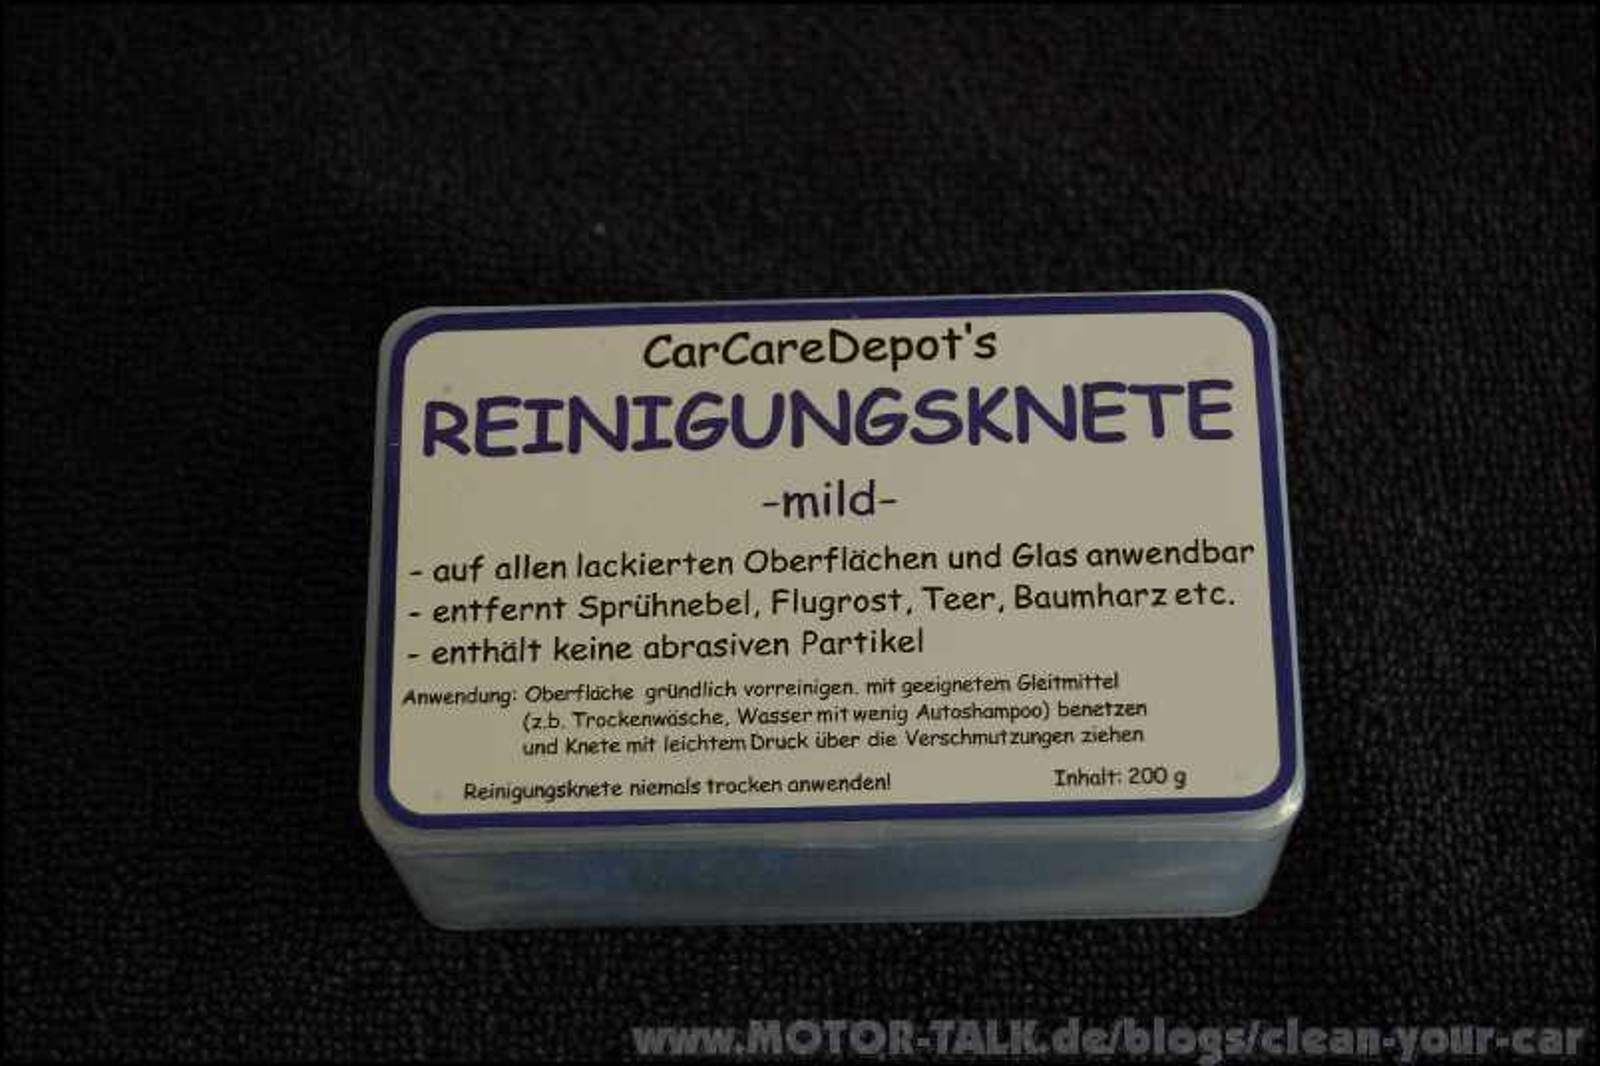 CarCareDepot's
REINIGUNGSKNETE
-mild-
- auf allen lackierten Oberflächen und Glas anwendbar
- entfernt Sprühnebel, Flugrost, Teer, Baumharz etc.
- enthält keine abrasiven Partikel
Anwendung: Oberfläche gründlich vorreinigen. mit geeignetem Gleitmittel
(z.b. Trockenwäsche, Wasser mit wenig Autoshampoo) benetzen
und Knete mit leichtem Druck über die Verschmutzungen ziehen
Reinigungsknete niemals trocken anwenden! Inhalt: 200 g
www.MOTOR-TALK.de/blogs/clean-your-car